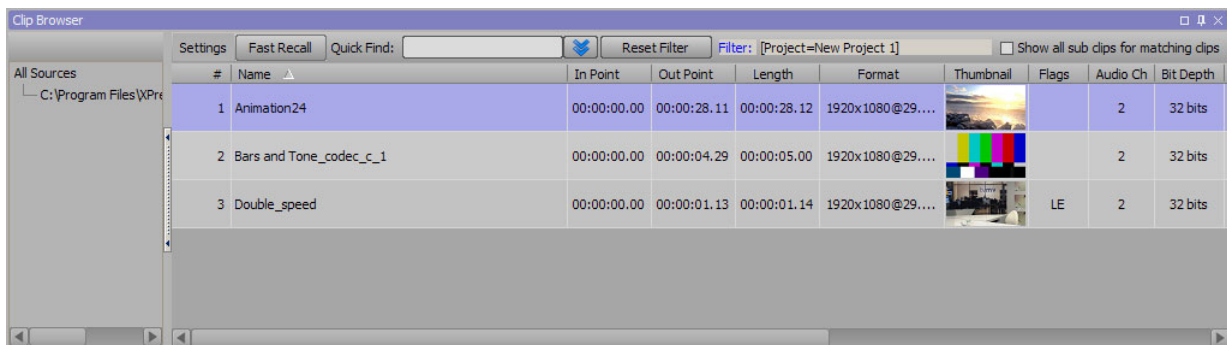 Clip Browser
Settings Fast Recall Quick Find: Reset Filter Filter: [Project=New Project 1] Show all sub clips for matching clips
All Sources
C:\Program Files\XPre
# Name In Point Out Point Length Format Thumbnail Flags Audio Ch Bit Depth
1 Animation24 00:00:00.00 00:00:28.11 00:00:28.12 1920x1080@29.... 2 32 bits
2 Bars and Tone_codec_c_1 00:00:00.00 00:00:04.29 00:00:05.00 1920x1080@29.... 2 32 bits
3 Double_speed 00:00:00.00 00:00:01.13 00:00:01.14 1920x1080@29.... LE 2 32 bits